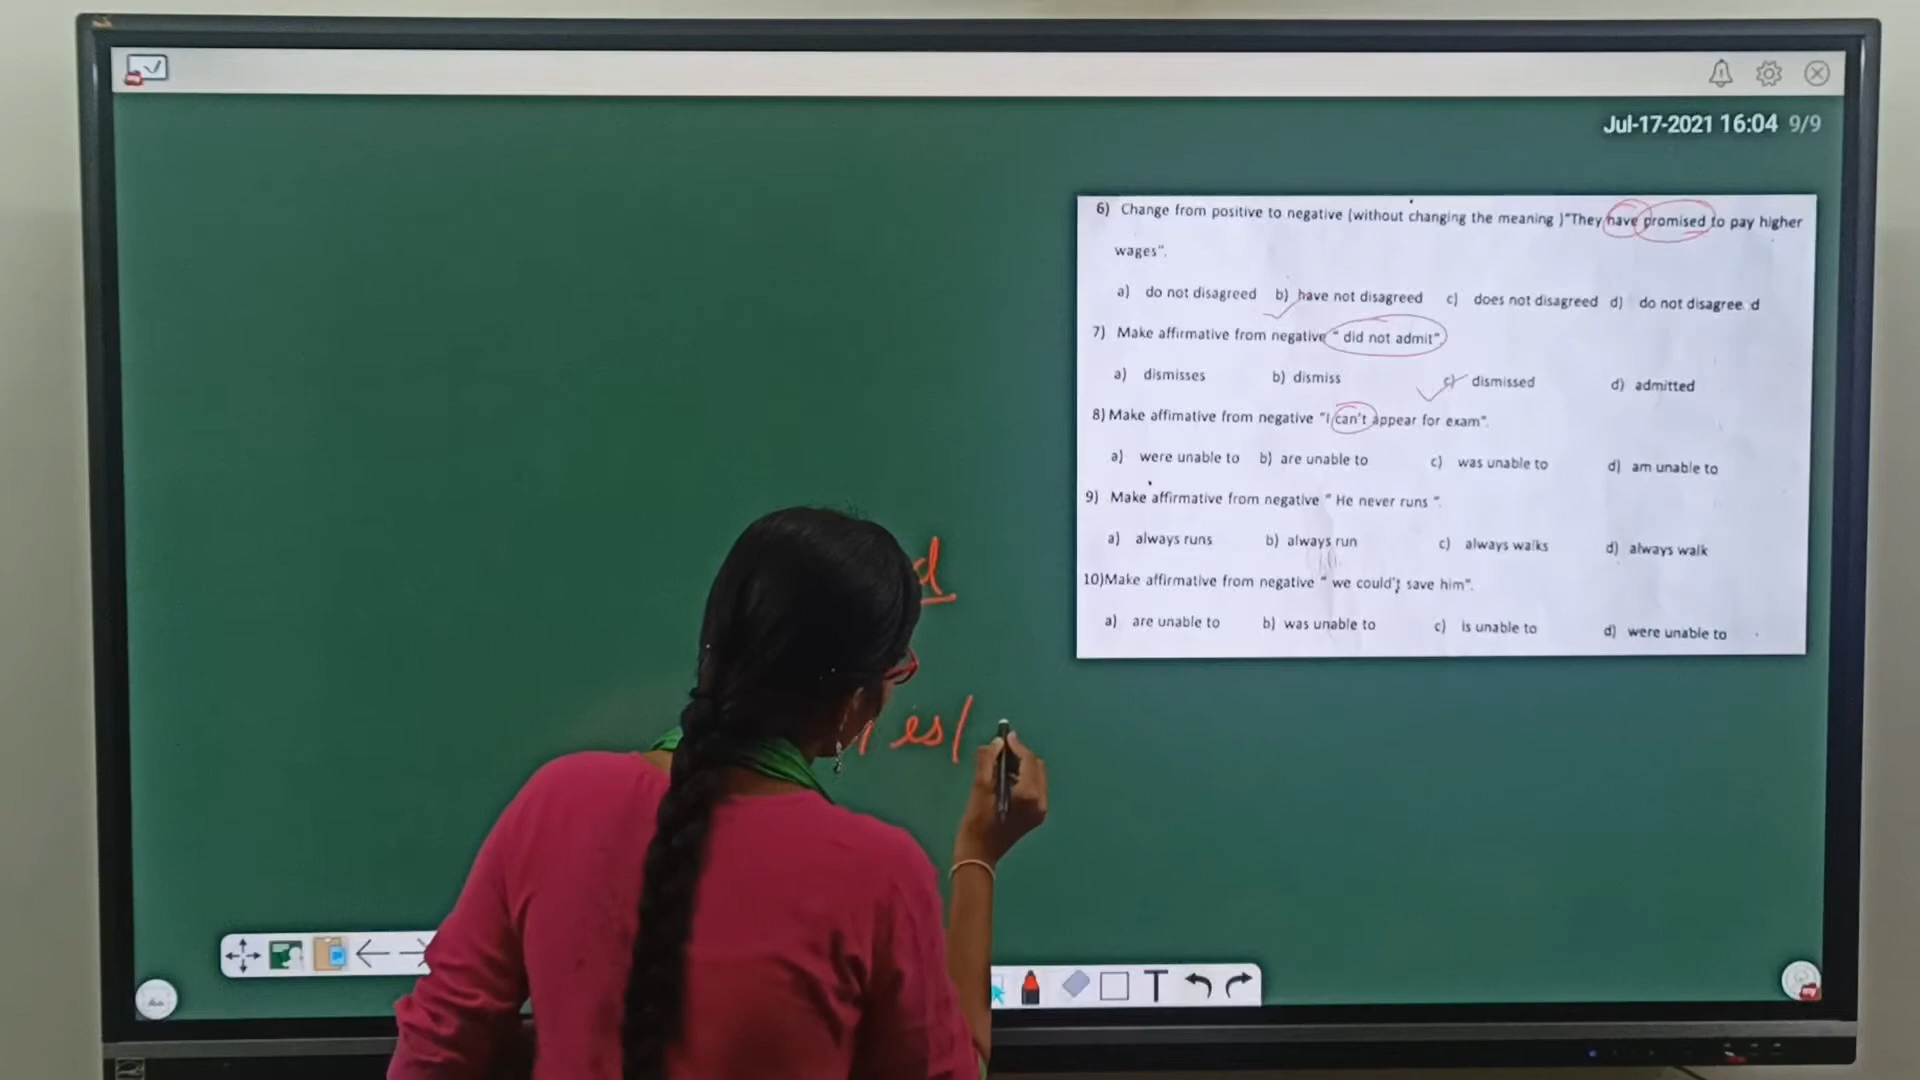 Jul-17-2021 16:04 9/9
6) Change from positive to negative (without changing the meaning )"They have promised to pay higher
wages".
a) do not disagreed b) have not disagreed c) does not disagreed d) do not disagree. d
7) Make affirmative from negative " did not admit".
a) dismisses b) dismiss c) dismissed d) admitted
8) Make affimative from negative "I can't appear for exam".
a) were unable to b) are unable to c) was unable to d) am unable to
9) Make affirmative from negative " He never runs ".
a) always runs b) always run c) always walks d) always walk
10)Make affirmative from negative " we could't save him".
a) are unable to b) was unable to c) is unable to d) were unable to
d
is/
T